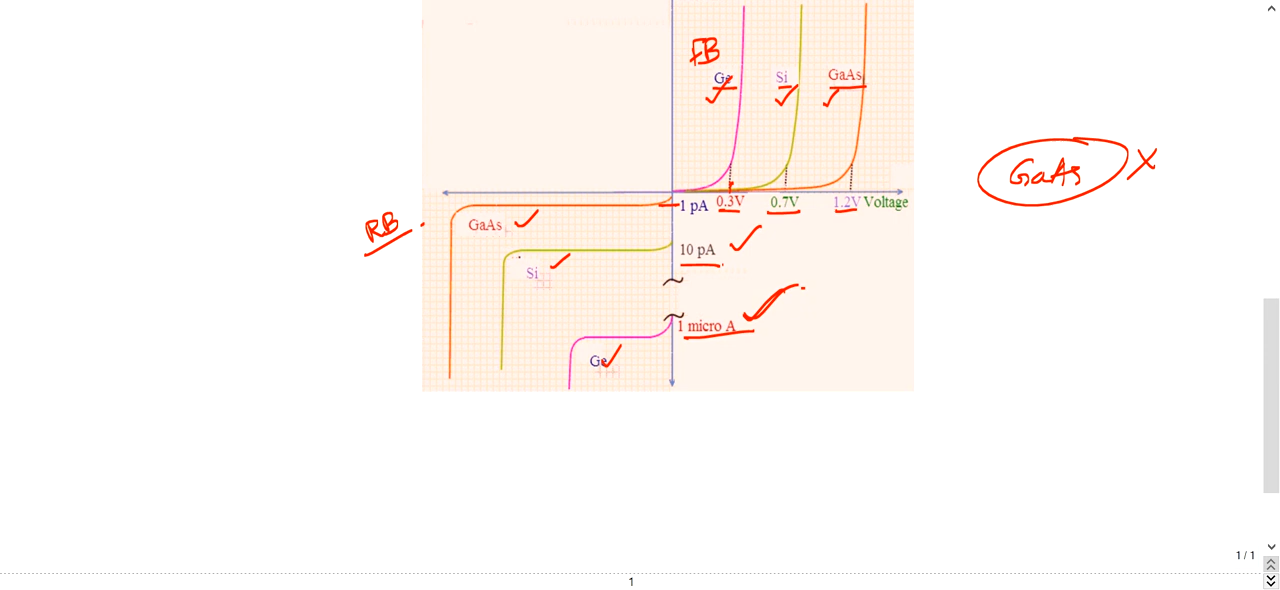 FB
Ge
Si
GaAs
GaAs X
1 pA 0.3V 0.7V 1.2V Voltage
RB
GaAs
10 pA
Si
1 micro A
Ge
1 / 1
1